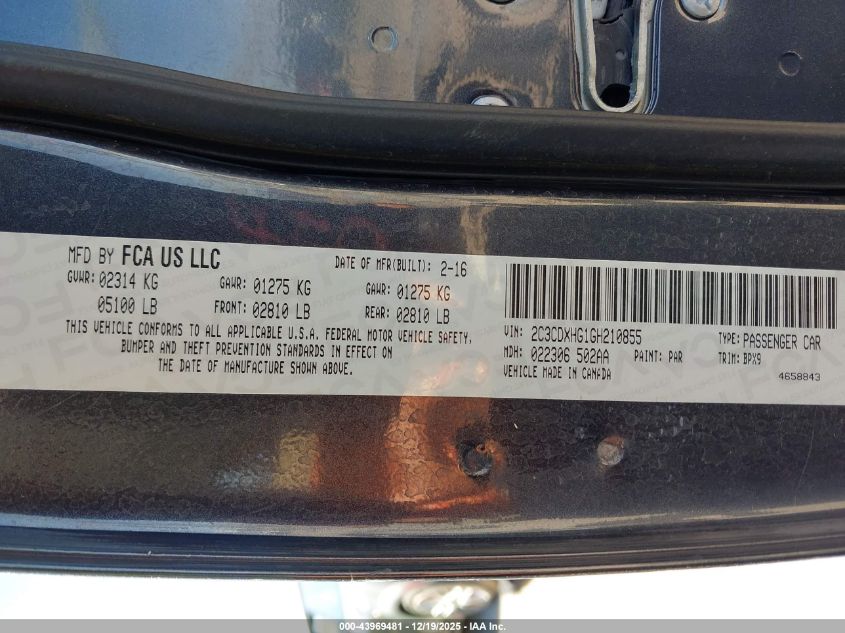 MFD BY FCA US LLC
DATE OF MFR(BUILT): 2-16
GVWR: 02314 KG GAWR: 01275 KG GAWR: 01275 KG
05100 LB FRONT: 02810 LB REAR: 02810 LB
THIS VEHICLE CONFORMS TO ALL APPLICABLE U.S.A. FEDERAL MOTOR VEHICLE SAFETY,
BUMPER AND THEFT PREVENTION STANDARDS IN EFFECT ON
THE DATE OF MANUFACTURE SHOWN ABOVE.
VIN: 2C3CDXHG1GH210855 TYPE: PASSENGER CAR
MDH: 022306 502AA PAINT: PAR TRIM: BPX9
VEHICLE MADE IN CANADA 4658843
000-43969481 - 12/19/2025 - IAA Inc.